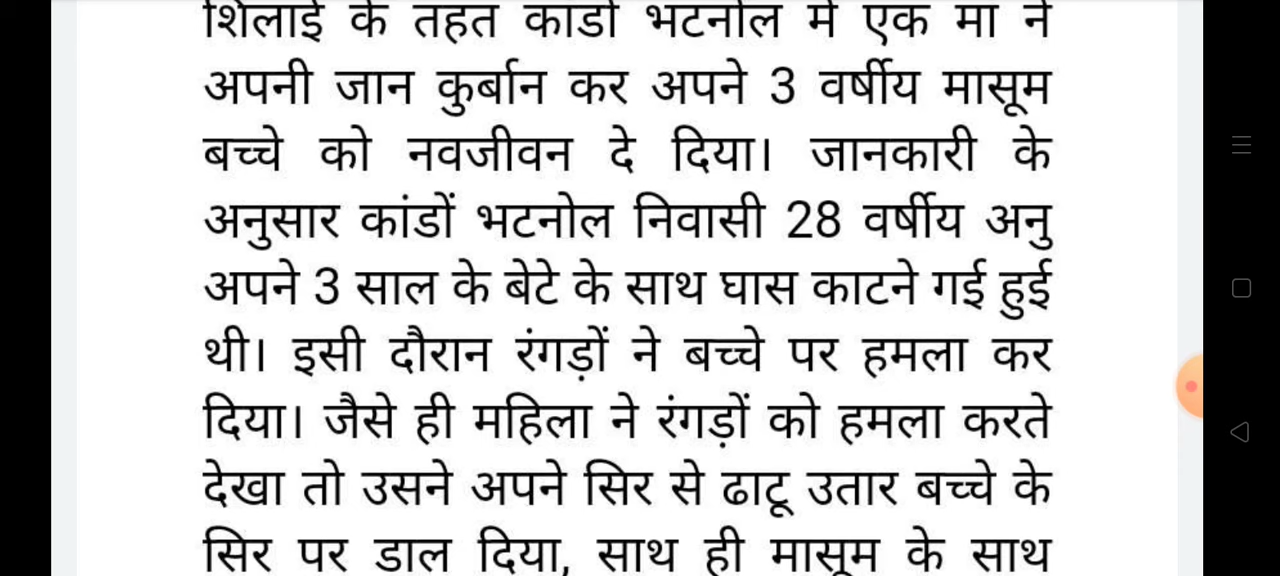 शिलाई के तहत कांडो भटनोल में एक मां ने
अपनी जान कुर्बान कर अपने 3 वर्षीय मासूम
बच्चे को नवजीवन दे दिया। जानकारी के
अनुसार कांडों भटनोल निवासी 28 वर्षीय अनु
अपने 3 साल के बेटे के साथ घास काटने गई हुई
थी। इसी दौरान रंगड़ों ने बच्चे पर हमला कर
दिया। जैसे ही महिला ने रंगड़ों को हमला करते
देखा तो उसने अपने सिर से ढाटू उतार बच्चे के
सिर पर डाल दिया, साथ ही मासूम के साथ